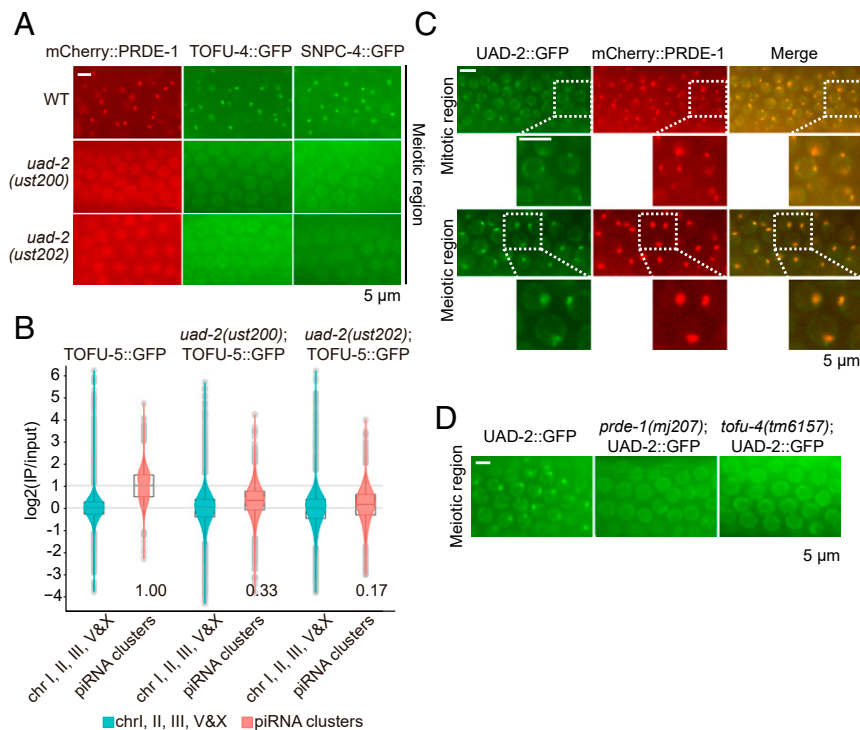 A
mCherry::PRDE-1 TOFU-4::GFP SNPC-4::GFP
WT
uad-2
(ust200)
uad-2
(ust202)
Meiotic region
5 µm
B
TOFU-5::GFP
uad-2(ust200);
TOFU-5::GFP
uad-2(ust202);
TOFU-5::GFP
log2(IP/input)
6
5
4
3
2
1
0
-1
-2
-3
−4
1.00
0.33
0.17
chr I, II, III, V&X
piRNA clusters
chr I, II, III, V&X
piRNA clusters
chr I, II, III, V&X
piRNA clusters
chrI, II, III, V&X piRNA clusters
C
UAD-2::GFP mCherry::PRDE-1 Merge
Mitotic region
Meiotic region
5 µm
D
UAD-2::GFP
prde-1(mj207);
UAD-2::GFP
tofu-4(tm6157);
UAD-2::GFP
Meiotic region
5 µm